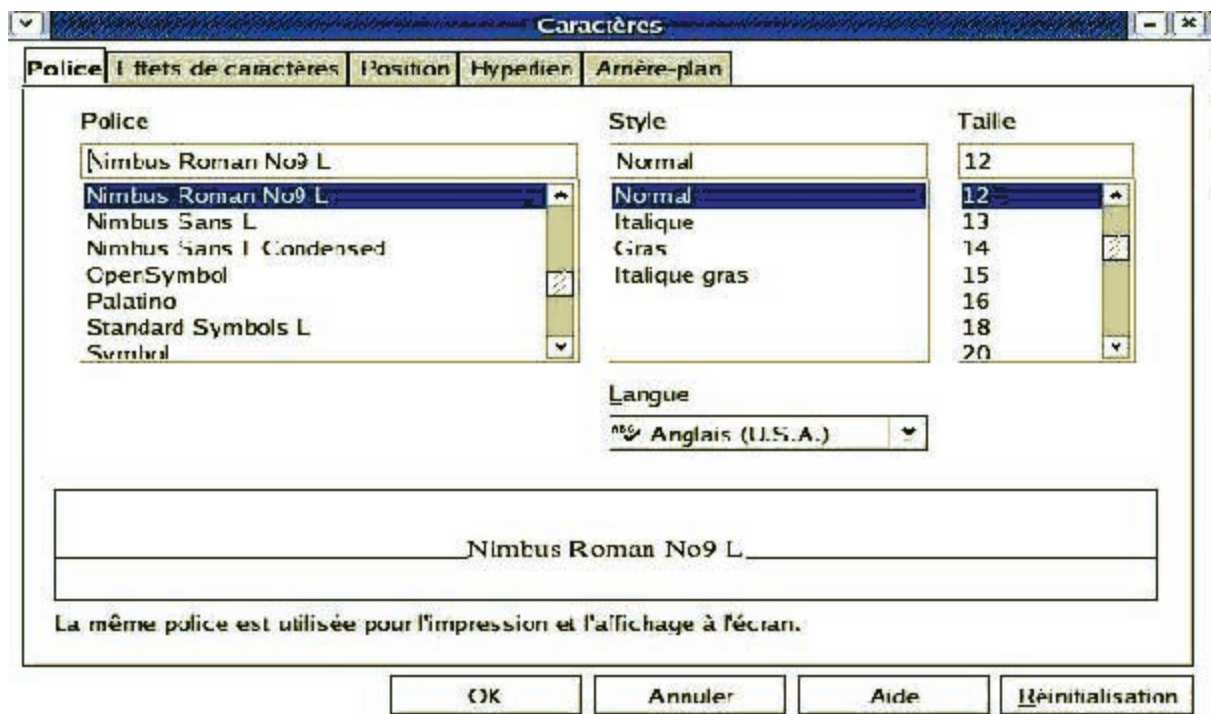 Caractères
Police Effets de caractères Position Hyperlien Arrière-plan
Police Style Taille
Nimbus Roman No9 L Normal 12
Nimbus Roman No9 L Normal 12
Nimbus Sans L Italique 13
Nimbus Sans L Condensed Gras 14
OpenSymbol Italique gras 15
Palatino 16
Standard Symbols L 18
Symbol 20
Langue
ABC Anglais (U.S.A.)
Nimbus Roman No9 L
La même police est utilisée pour l'impression et l'affichage à l'écran.
OK Annuler Aide Réinitialisation